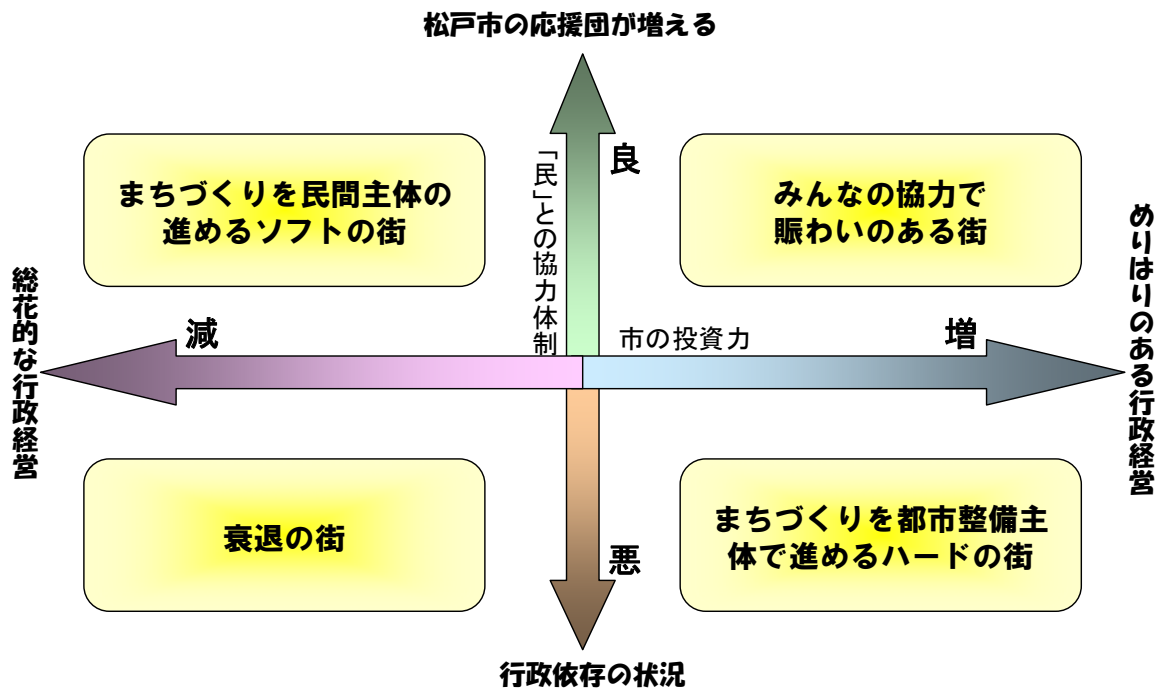 松戸市の応援団が増える
良
「民」との協力体制
まちづくりを民間主体の
進めるソフトの街
みんなの協力で
賑わいのある街
総花的な行政経営
減
市の投資力
増
めりはりのある行政経営
衰退の街
まちづくりを都市整備主
体で進めるハードの街
悪
行政依存の状況